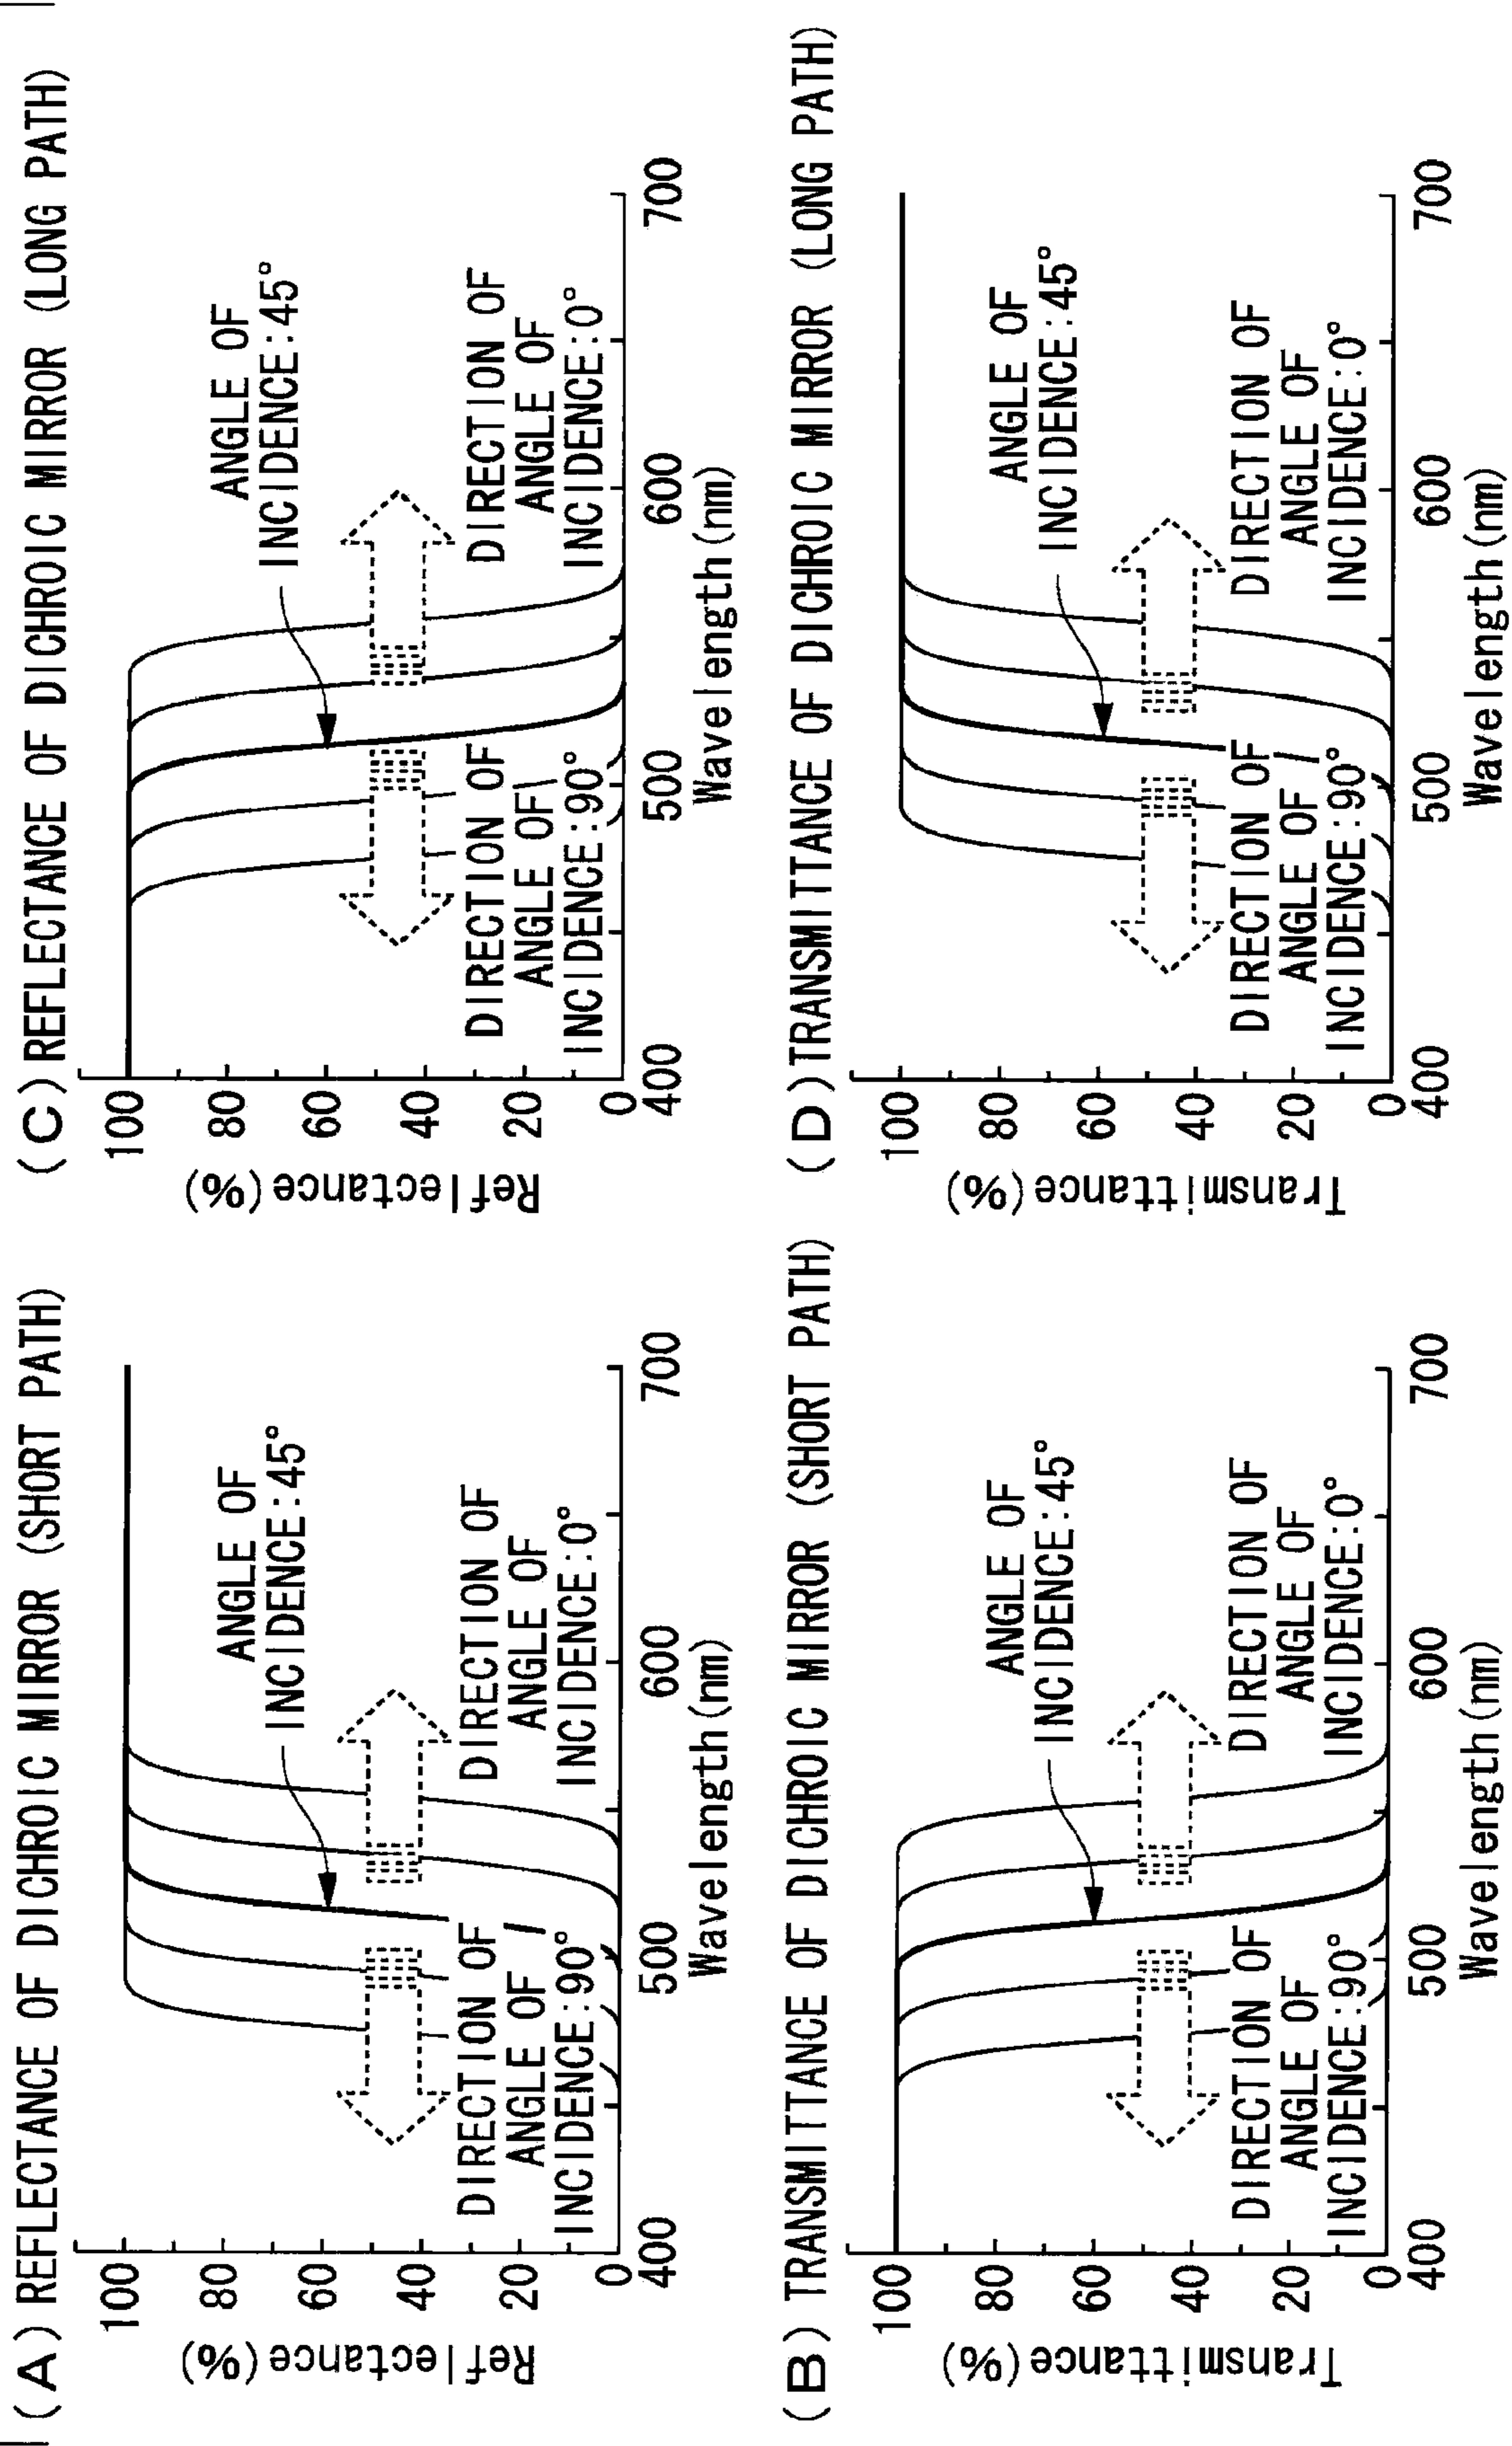 (A) REFLECTANCE OF DICHROIC MIRROR (SHORT PATH)
Reflectance(%)
100
80
60
40
20
0
ANGLE OF
INCIDENCE:45°
DIRECTION OF
ANGLE OF
INCIDENCE:90°
DIRECTION OF
ANGLE OF
INCIDENCE:0°
400
500
600
700
Wavelength(nm)
(B) TRANSMITTANCE OF DICHROIC MIRROR (SHORT PATH)
Transmittance(%)
100
80
60
40
20
0
ANGLE OF
INCIDENCE:45°
DIRECTION OF
ANGLE OF
INCIDENCE:90°
DIRECTION OF
ANGLE OF
INCIDENCE:0°
400
500
600
700
Wavelength(nm)
(C) REFLECTANCE OF DICHROIC MIRROR (LONG PATH)
Reflectance(%)
100
80
60
40
20
0
ANGLE OF
INCIDENCE:45°
DIRECTION OF
ANGLE OF
INCIDENCE:90°
DIRECTION OF
ANGLE OF
INCIDENCE:0°
400
500
600
700
Wavelength(nm)
(D) TRANSMITTANCE OF DICHROIC MIRROR (LONG PATH)
Transmittance(%)
100
80
60
40
20
0
ANGLE OF
INCIDENCE:45°
DIRECTION OF
ANGLE OF
INCIDENCE:90°
DIRECTION OF
ANGLE OF
INCIDENCE:0°
400
500
600
700
Wavelength(nm)